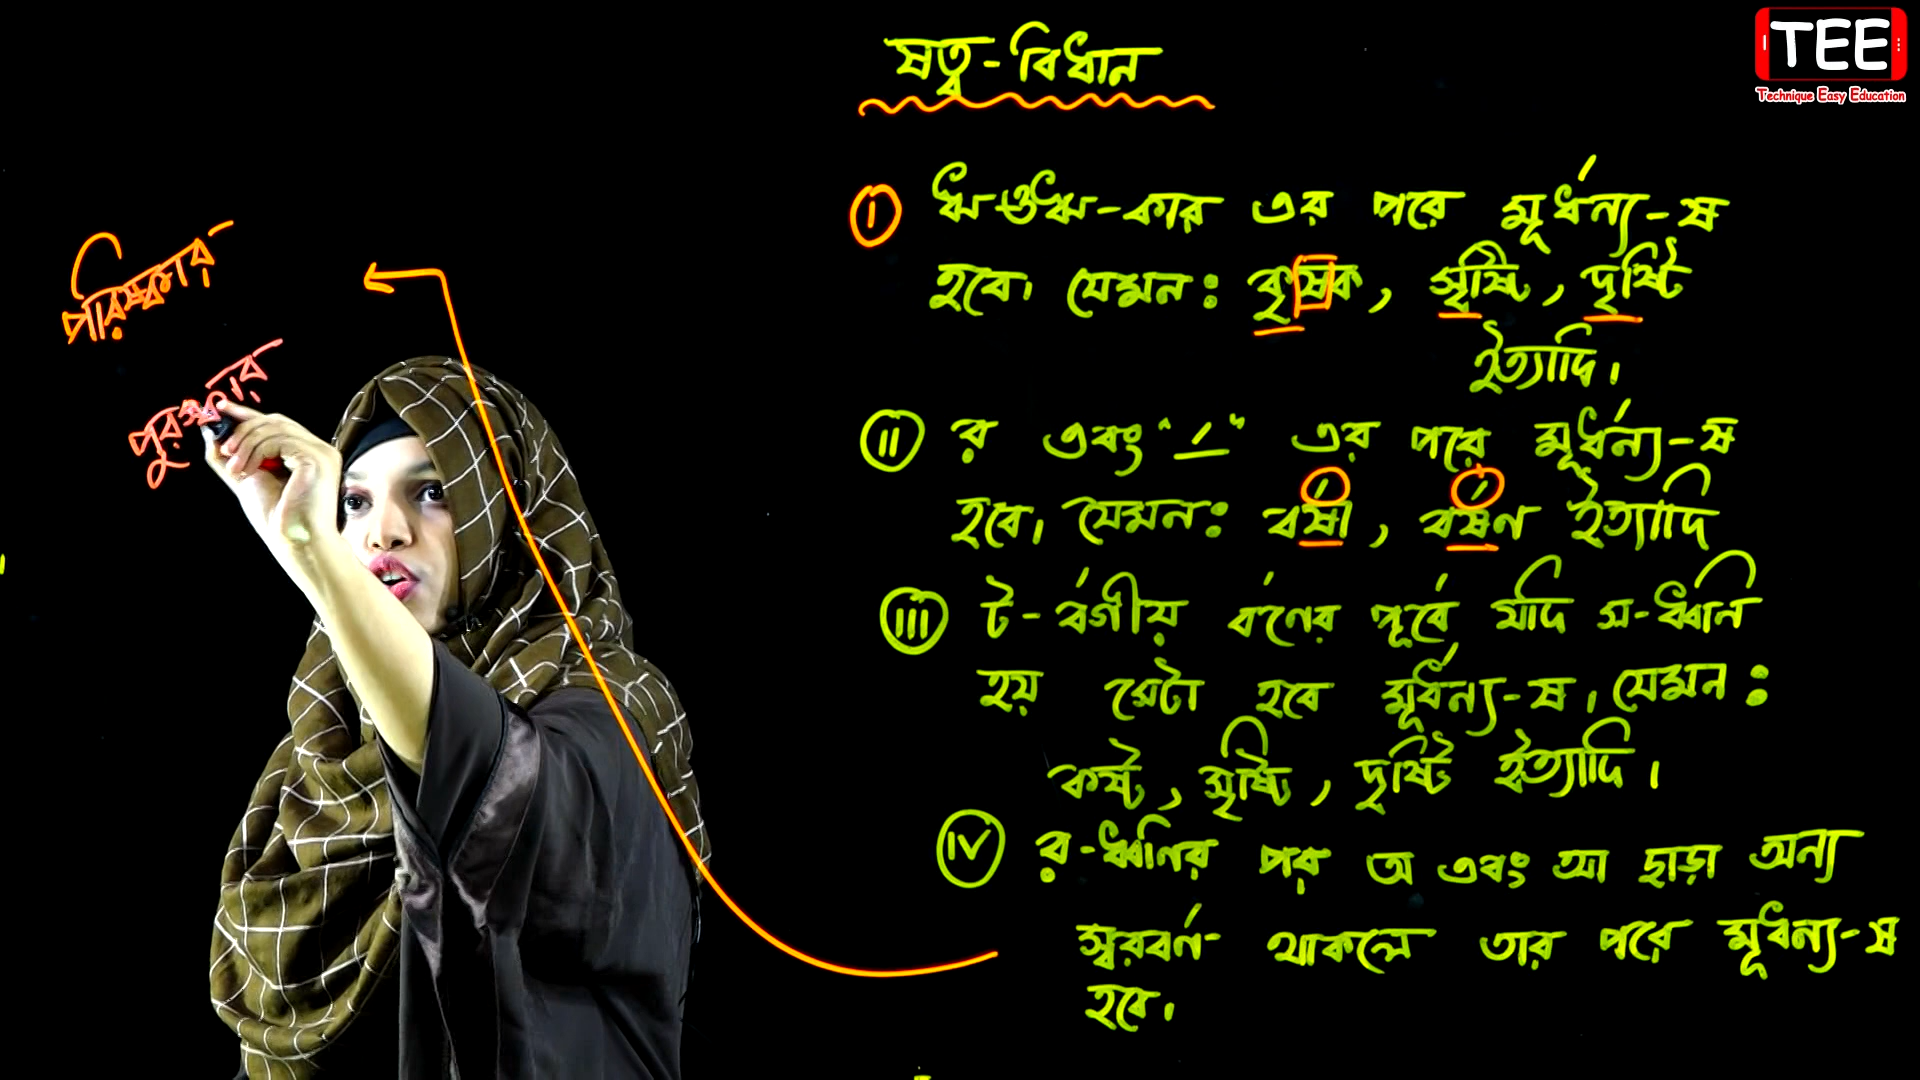 ষত্ব-বিধান
TEE
Technique Easy Education
i ঋ ও ঋ-কার এর পরে মূর্ধন্য-ষ
হবে। যেমন: কৃষক, সৃষ্টি, দৃষ্টি
ইত্যাদি।
ii র এবং "র্" এর পরে মূর্ধন্য-ষ
হবে। যেমন: বর্ষা, বর্ষণ ইত্যাদি
iii ট-বর্গীয় বর্ণের পূর্বে যদি স-ধ্বনি
হয় সেটা হবে মূর্ধন্য-ষ। যেমন:
কষ্ট, সৃষ্টি, দৃষ্টি ইত্যাদি।
iv র-ধ্বনির পর অ এবং আ ছাড়া অন্য
স্বরবর্ণ থাকলে তার পরে মূর্ধন্য-ষ
হবে।
পরিষ্কার
পুরস্কার